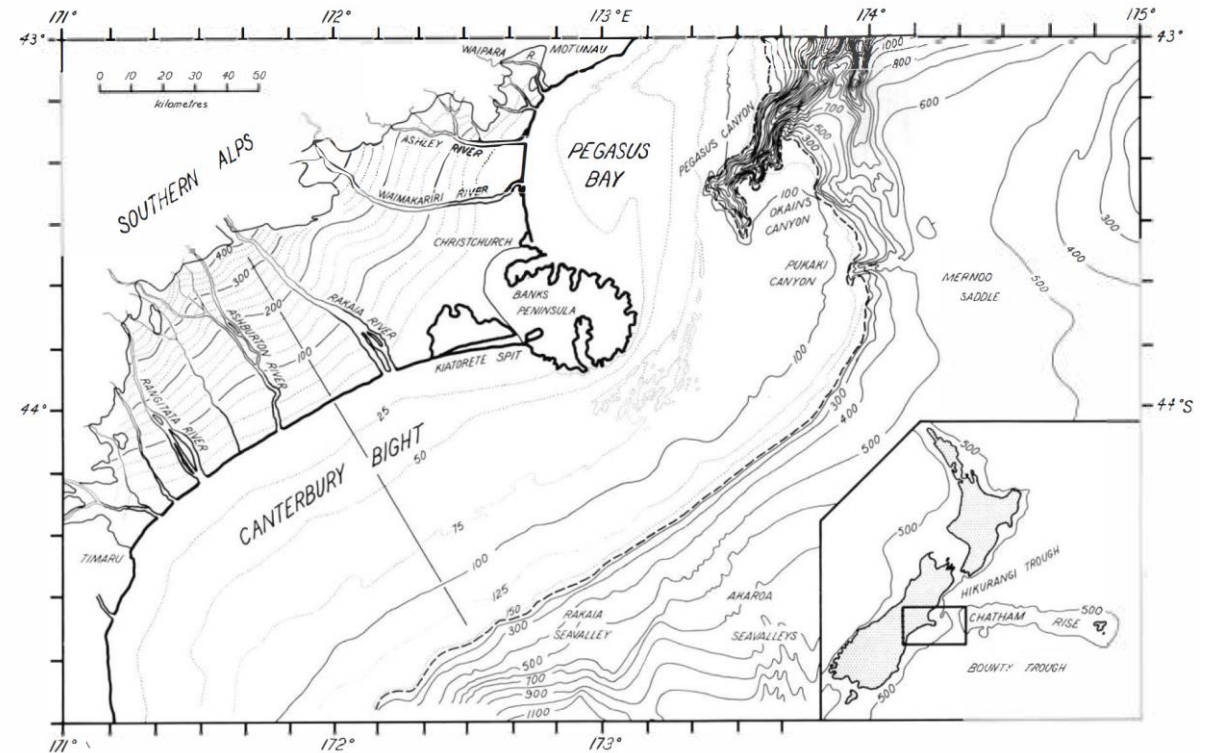 171°
172°
173°E
174°
175°
43°
43°
WAIPARA R
MOTUNAU
0 10 20 30 40 50
kilometres
1000
800
600
700
500
300
SOUTHERN ALPS
ASHLEY RIVER
WAIMAKARIRI RIVER
PEGASUS
BAY
PEGASUS CANYON
100
OKAINS
CANYON
300
400
500
CHRISTCHURCH
PUKAKI
CANYON
MERNOO
SADDLE
BANKS
PENINSULA
400
300
200
100
RAKAIA RIVER
ASHBURTON RIVER
RANGITATA RIVER
KIATORETE SPIT
100
44°
44°S
25
50
75
100
125
150
300
CANTERBURY BIGHT
300
400
500
TIMARU
RAKAIA
SEAVALLEY
AKAROA
SEAVALLEYS
500
700
900
1100
500
500
500
HIKURANGI TROUGH
CHATHAM RISE
500
BOUNTY TROUGH
171°
172°
173°